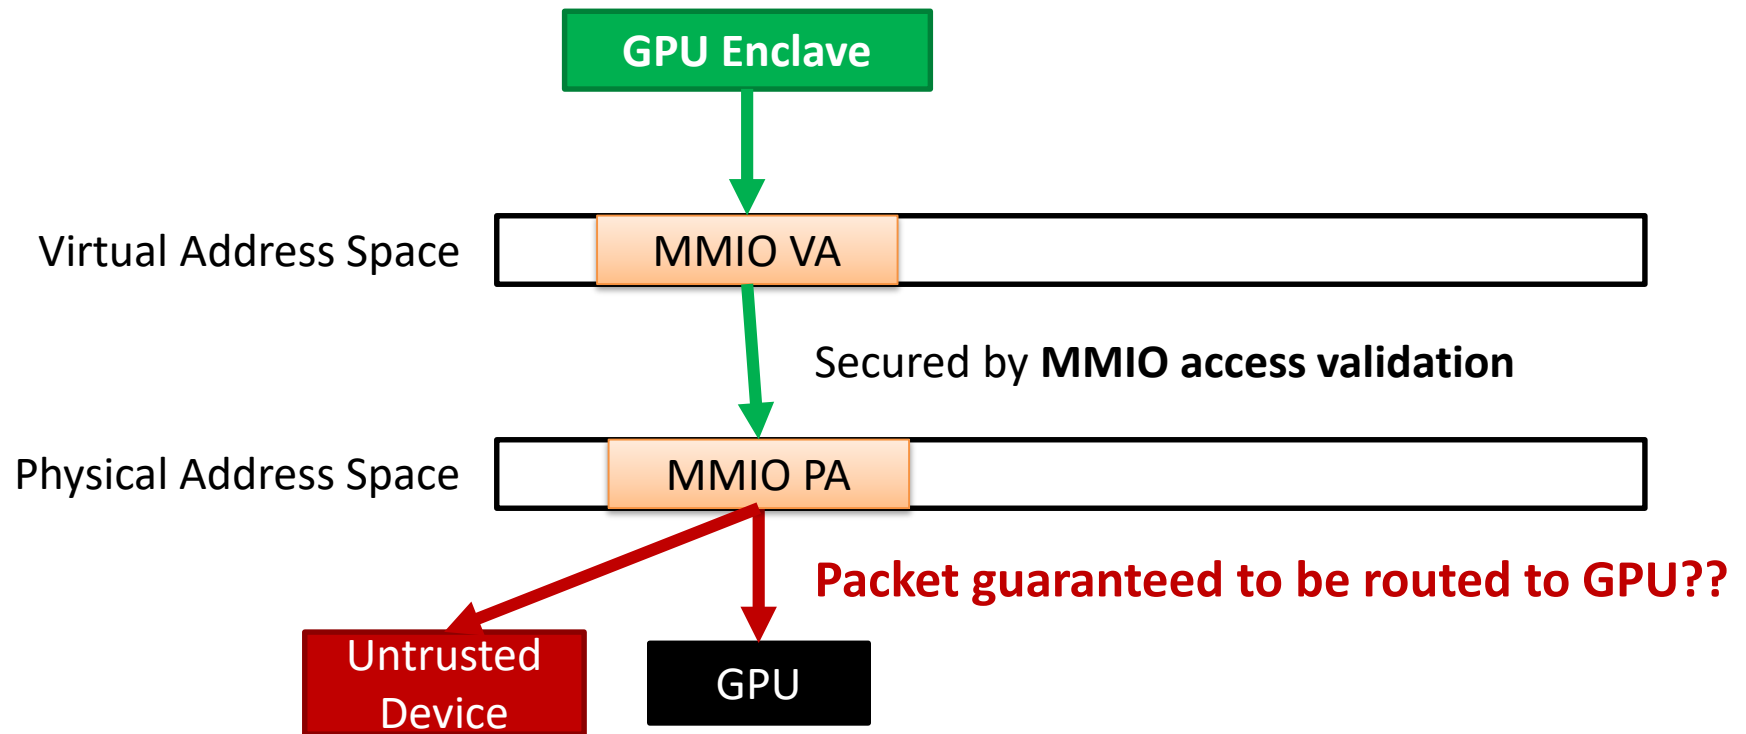 GPU Enclave
Virtual Address Space
MMIO VA
Secured by MMIO access validation
Physical Address Space
MMIO PA
Packet guaranteed to be routed to GPU??
Untrusted
Device
GPU